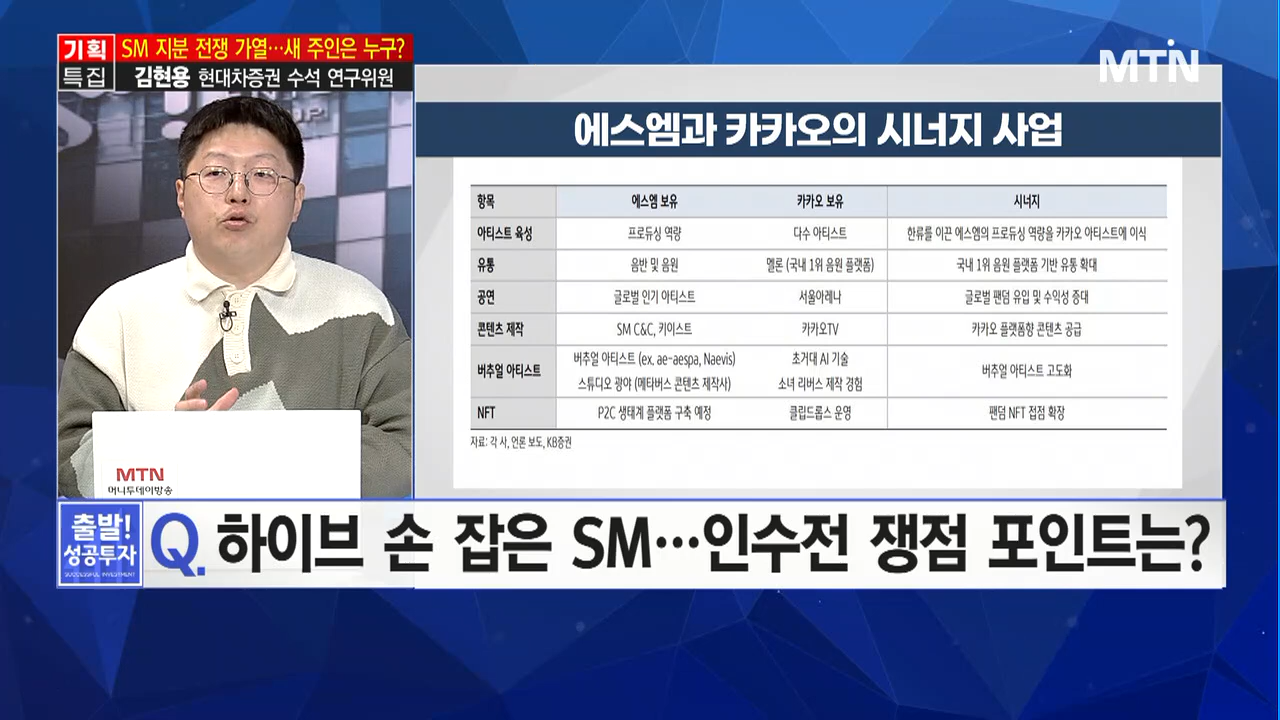 기획
특집
SM 지분 전쟁 가열…새 주인은 누구?
김현용 현대차증권 수석 연구위원
MTN
에스엠과 카카오의 시너지 사업
항목 에스엠 보유 카카오 보유 시너지
아티스트 육성 프로듀싱 역량 다수 아티스트 한류를 이끈 에스엠의 프로듀싱 역량을 카카오 아티스트에 이식
유통 음반 및 음원 멜론 (국내 1위 음원 플랫폼) 국내 1위 음원 플랫폼 기반 유통 확대
공연 글로벌 인기 아티스트 서울아레나 글로벌 팬덤 유입 및 수익성 증대
콘텐츠 제작 SM C&C, 키이스트 카카오TV 카카오 플랫폼향 콘텐츠 공급
버추얼 아티스트 버추얼 아티스트 (ex. ae-aespa, Naevis) 초거대 AI 기술 버추얼 아티스트 고도화
스튜디오 광야 (메타버스 콘텐츠 제작사) 소녀 리버스 제작 경험
NFT P2C 생태계 플랫폼 구축 예정 클립드롭스 운영 팬덤 NFT 접점 확장
자료: 각 사, 언론 보도, KB증권
MTN
머니투데이방송
출발!
성공투자
SUCCESSFUL INVESTMENT
Q. 하이브 손 잡은 SM…인수전 쟁점 포인트는?